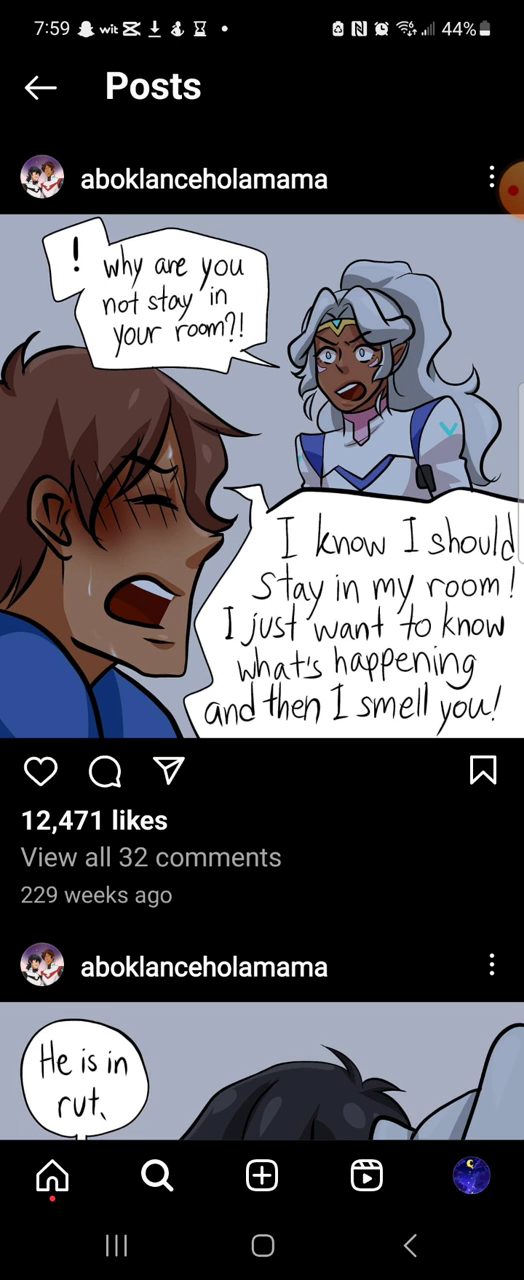 7:59
wit
44%
Posts
aboklanceholamama
! why are you
not stay in
your room?!
I know I should
stay in my room!
I just want to know
what's happening
and then I smell you!
12,471 likes
View all 32 comments
229 weeks ago
aboklanceholamama
He is in
rut.